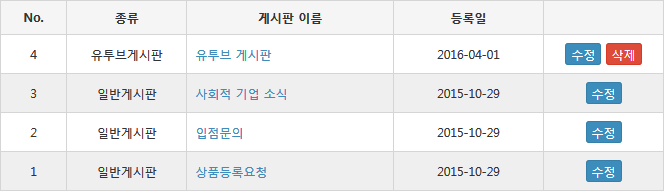 No. 종류 게시판 이름 등록일
4 유투브게시판 유투브 게시판 2016-04-01 수정 삭제
3 일반게시판 사회적 기업 소식 2015-10-29 수정
2 일반게시판 입점문의 2015-10-29 수정
1 일반게시판 상품등록요청 2015-10-29 수정